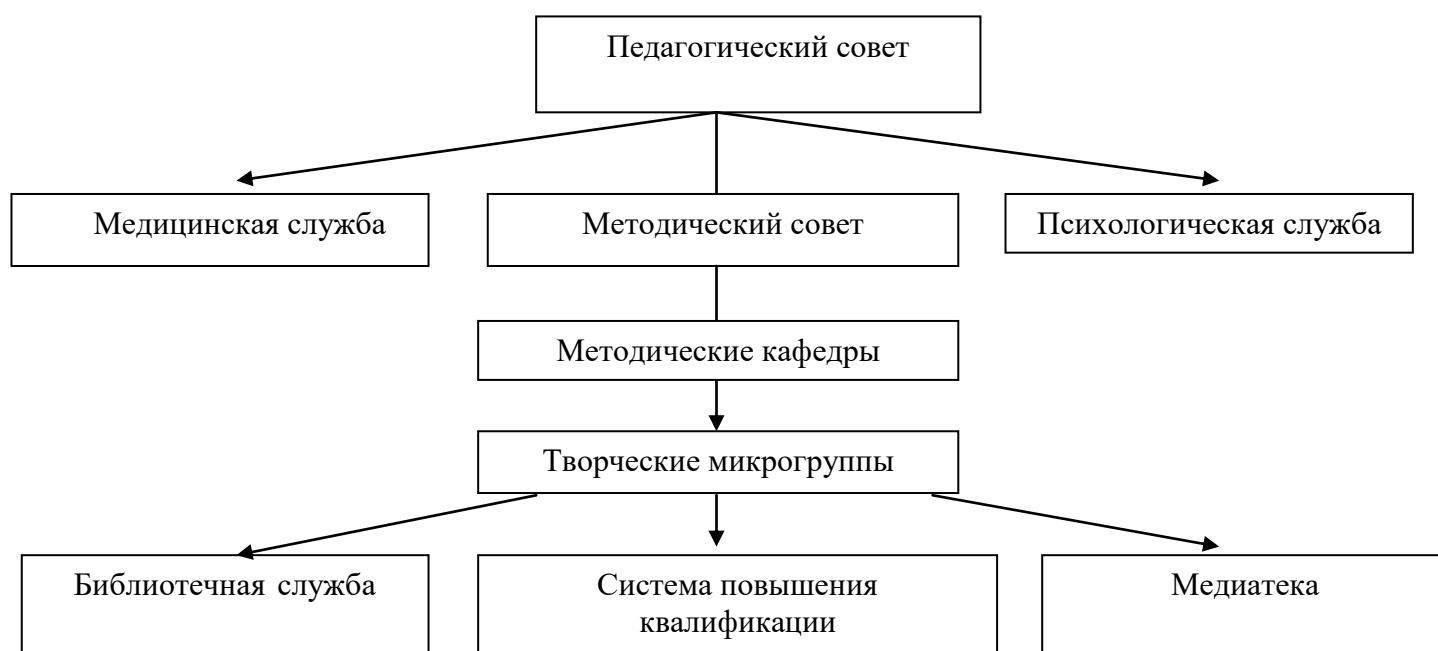 Педагогический совет
Медицинская служба
Методический совет
Психологическая служба
Методические кафедры
Творческие микрогруппы
Библиотечная служба
Система повышения
квалификации
Медиатека